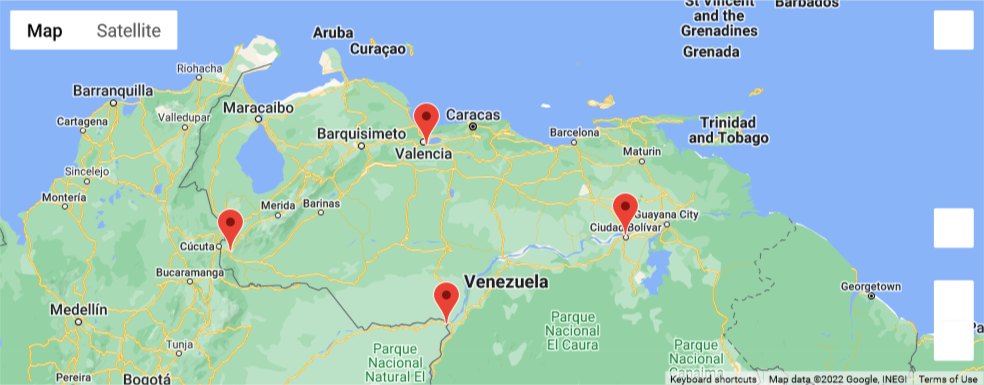 Map
Satellite
St Vincent
and the
Grenadines
Barbados
Grenada
Aruba
Curaçao
Riohacha
Barranquilla
Cartagena
Valledupar
Maracaibo
Barquisimeto
Valencia
Caracas
Barcelona
Maturin
Trinidad
and Tobago
Sincelejo
Montería
Merida
Barinas
Guayana City
Ciudad Bolívar
Cúcuta
Bucaramanga
Venezuela
Georgetown
Medellín
Tunja
Pereira
Bogotá
Parque
Nacional
Natural El
Parque
Nacional
El Caura
Parque
Nacional
Canaima
Keyboard shortcuts
Map data ©2022 Google, INEGI
Terms of Use